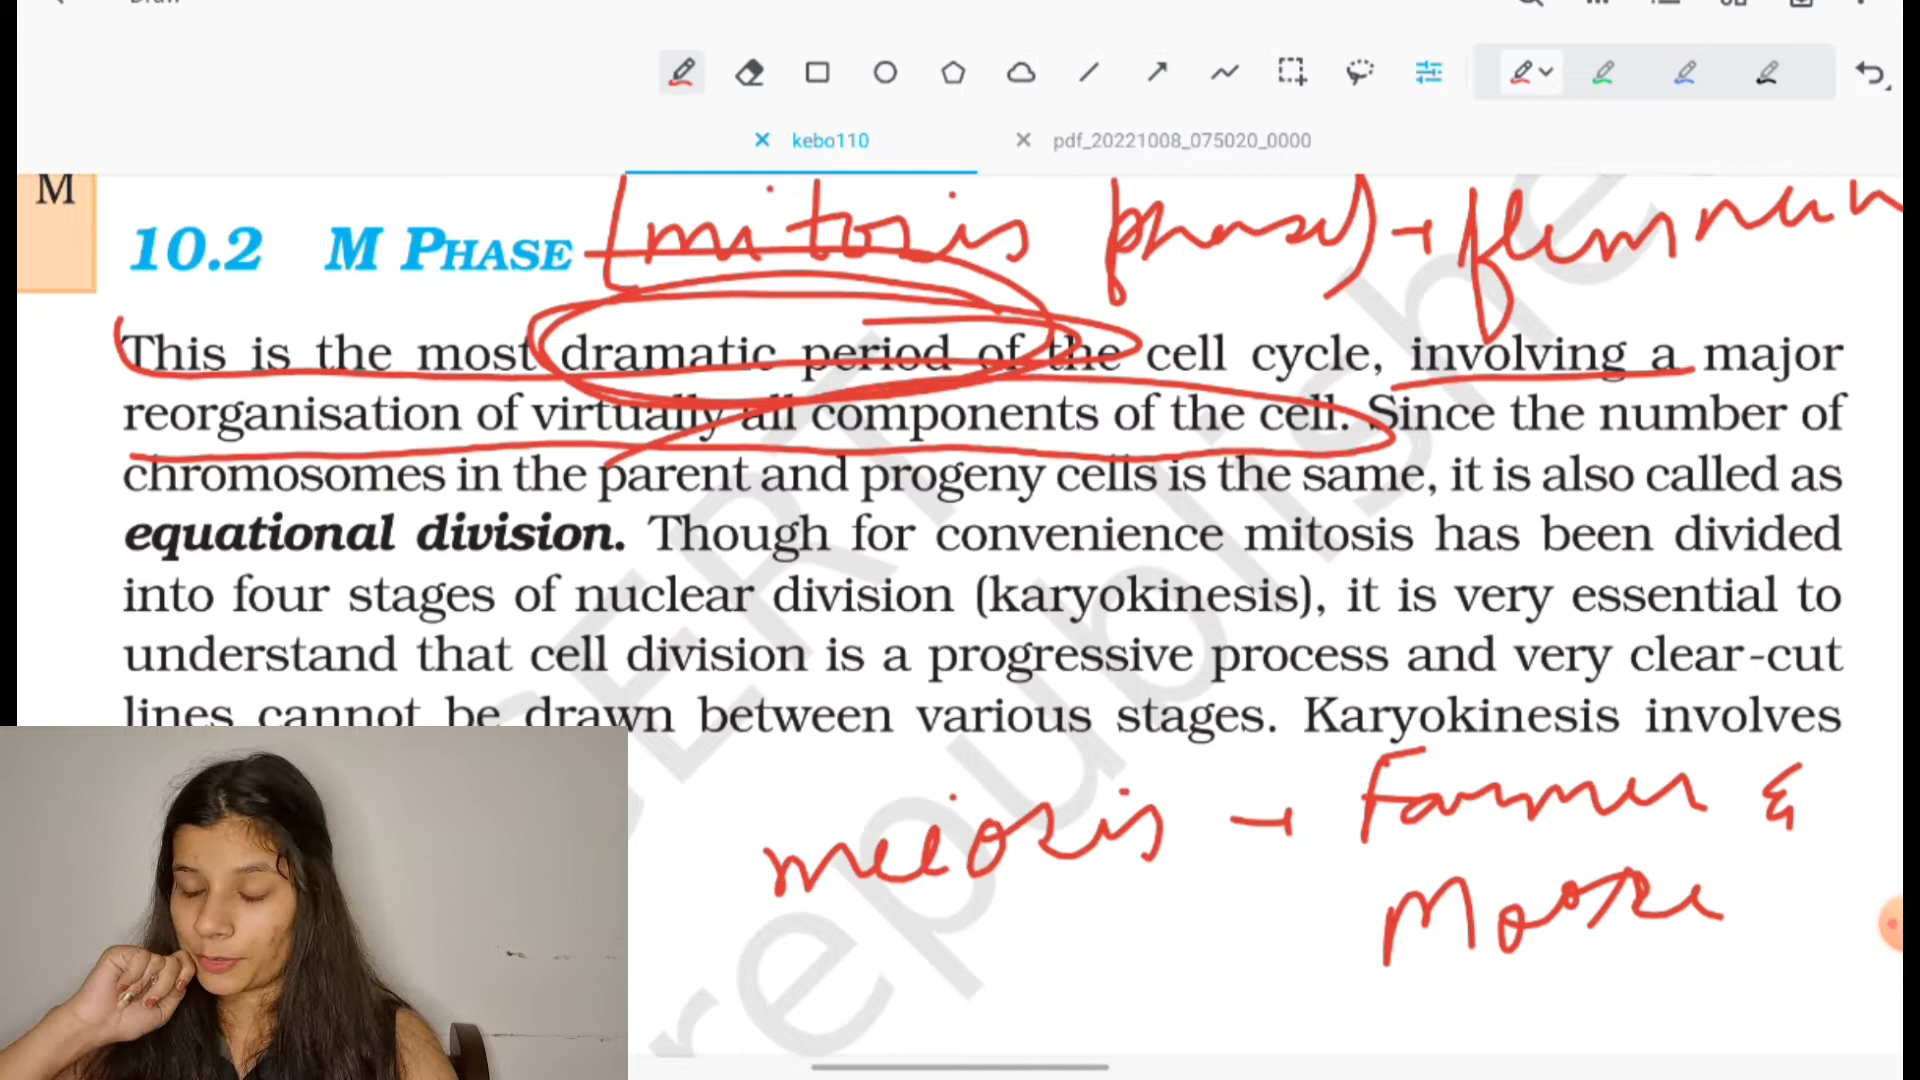 kebo110 pdf_20221008_075020_0000
M
10.2 M PHASE (mitosis phase) → flemm
This is the most dramatic period of the cell cycle, involving a major
reorganisation of virtually all components of the cell. Since the number of
chromosomes in the parent and progeny cells is the same, it is also called as
equational division. Though for convenience mitosis has been divided
into four stages of nuclear division (karyokinesis), it is very essential to
understand that cell division is a progressive process and very clear-cut
lines cannot be drawn between various stages. Karyokinesis involves
meiosis → Farmer &
Moore
republishe